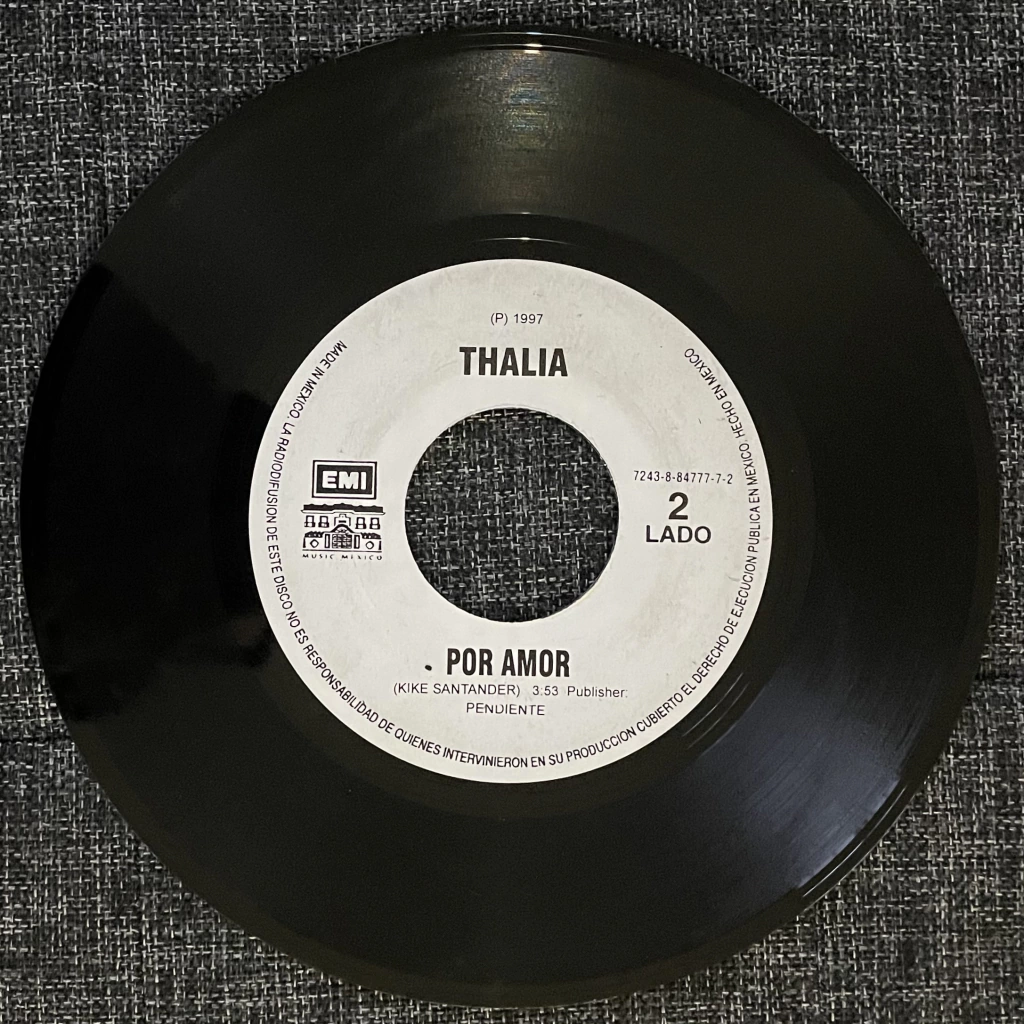 (P) 1997
THALIA
EMI
MUSIC MEXICO
7243-8-84777-7-2
2
LADO
POR AMOR
(KIKE SANTANDER) 3:53 Publisher:
PENDIENTE
MADE IN MEXICO. LA RADIODIFUSION DE ESTE DISCO NO ES RESPONSABILIDAD DE QUIENES INTERVINIERON EN SU PRODUCCION CUBIERTO EL DERECHO DE EJECUCION PUBLICA EN MEXICO. HECHO EN MEXICO